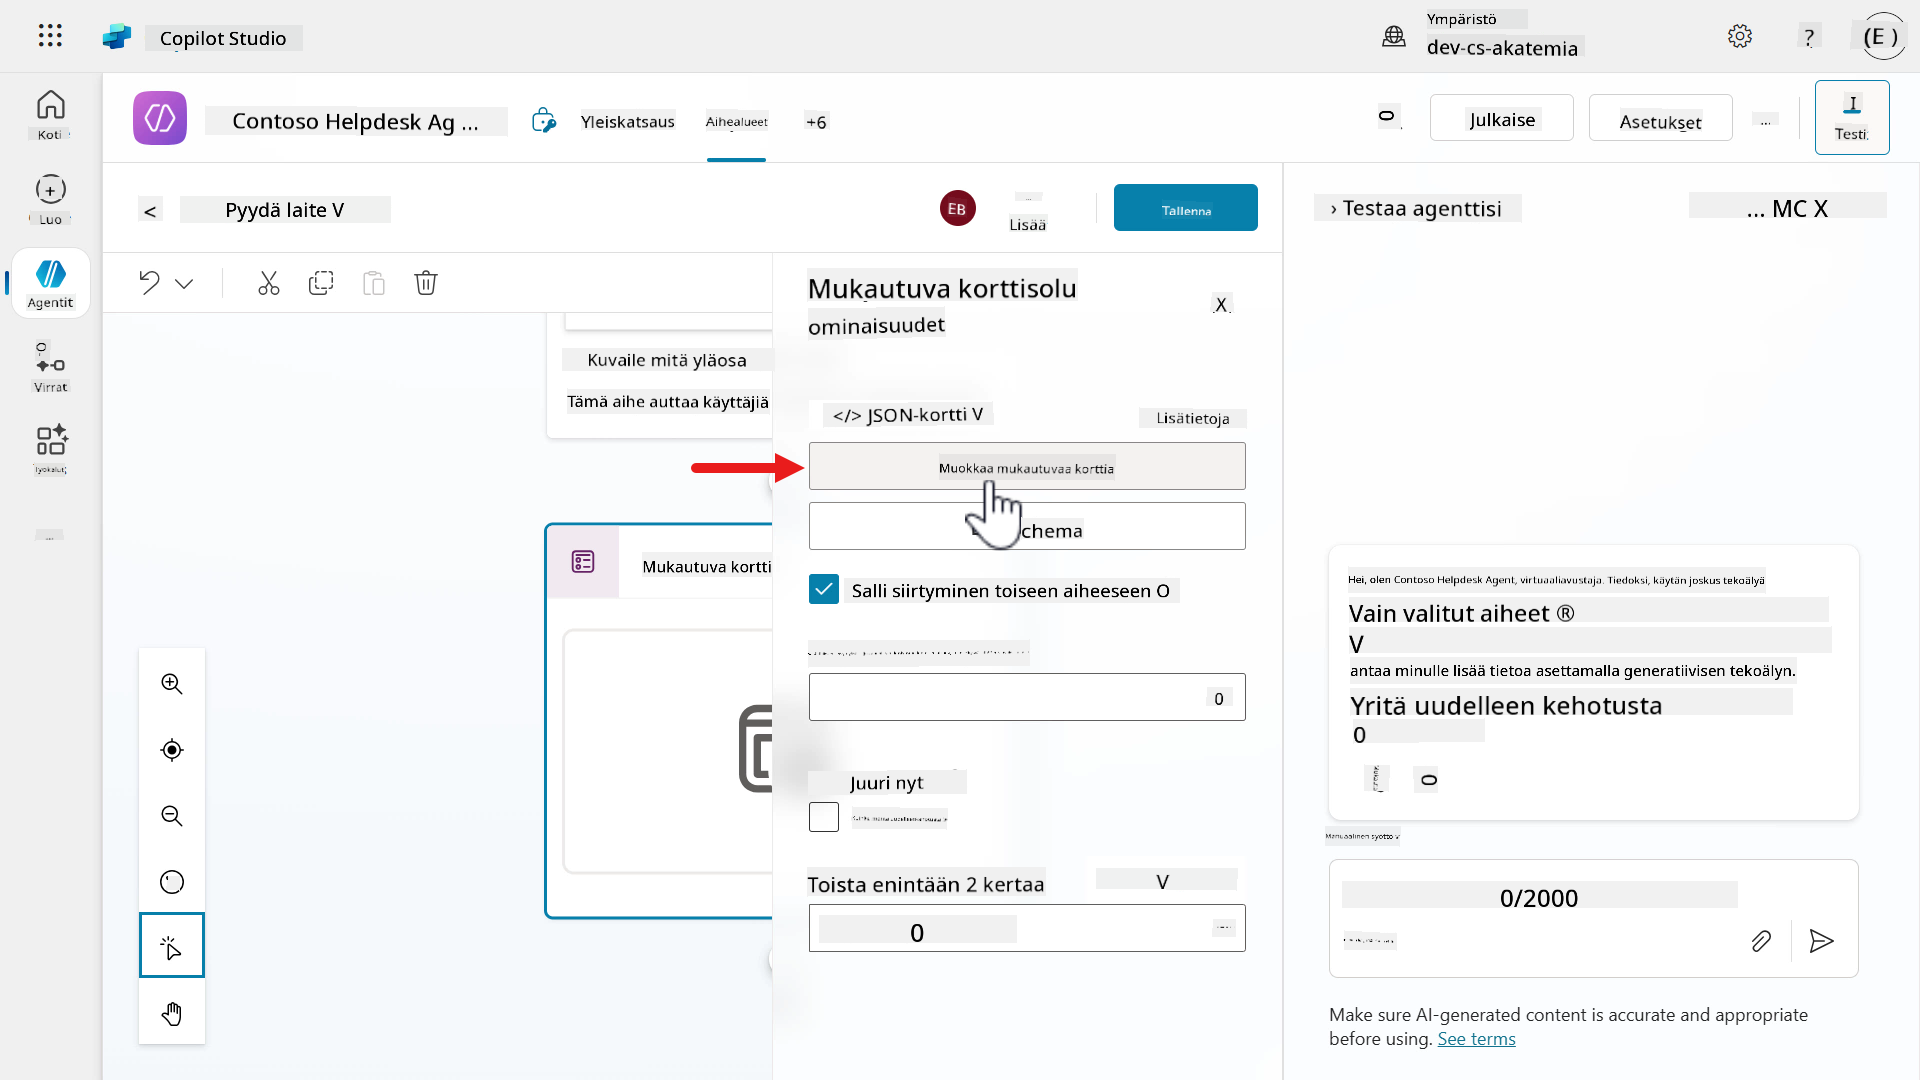 Copilot Studio
Ympäristö
dev-cs-akatemia
?
(E )
Koti
Luo
Agentit
Virrat
Työkalut
Contoso Helpdesk Ag ...
Yleiskatsaus
Aihealueet
+6
Julkaise
Asetukset
...
Testi
<
Pyydä laite V
EB
Lisää
Tallenna
Kuvaile mitä yläosa
Tämä aihe auttaa käyttäjiä
Mukautuva kortti
Mukautuva korttisolu
ominaisuudet
X
</> JSON-kortti V
Lisätietoja
Muokkaa mukautuvaa korttia
chema
Salli siirtyminen toiseen aiheeseen O
0
Juuri nyt
Toista enintään 2 kertaa
V
0
› Testaa agenttisi
... MC X
Hei, olen Contoso Helpdesk Agent, virtuaaliavustaja. Tiedoksi, käytän joskus tekoälyä
Vain valitut aiheet ®
V
antaa minulle lisää tietoa asettamalla generatiivisen tekoälyn.
Yritä uudelleen kehotusta
0
0
Manuaalinen syöttö
0/2000
Make sure AI-generated content is accurate and appropriate
before using. See terms